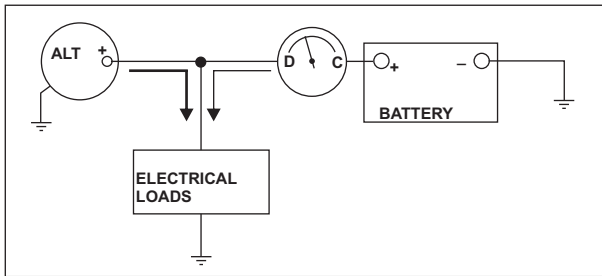 ALT +
D C
+ −
BATTERY
ELECTRICAL
LOADS